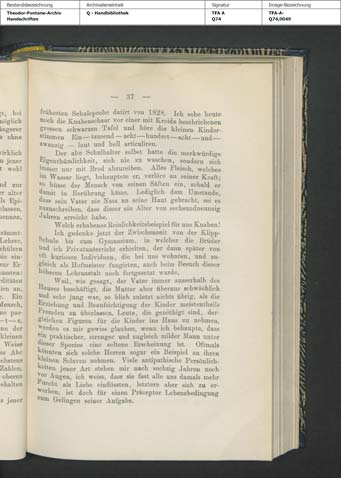 Bestandsbezeichnung Archivalieneinheit Signatur Image-Bezeichnung
Theodor-Fontane-Archiv Q - Handbibliothek TFA A TFA-A-
Handschriften Q74 Q74,0049
— 37 —
frühesten Schulepoche datirt von 1828. Ich sehe heute
noch die Knabenschaar vor einer mit Kreide beschriebenen
grossen schwarzen Tafel und höre die kleinen Kinder-
stimmen Ein—tausend—acht—hundert—acht—und—
zwanzig — laut und hell articuliren.
Der alte Schulhalter selbst hatte die merkwürdige
Eigenthümlichkeit, sich nie zu waschen, sondern sich
immer nur mit Brod abzureiben. Alles Fleisch, welches
im Wasser liegt, behauptete er, verlöre an seiner Kraft;
so büsse der Mensch von seinen Säften ein, sobald er
damit in Berührung käme. Lediglich dem Umstande,
dass sein Vater nie Nass an seine Haut gebracht, sei es
zuzuschreiben, dass dieser ein Alter von sechsundneunzig
Jahren erreicht habe.
Welch erhabenes Reinlichkeitsbeispiel für uns Knaben!
Ich gedenke jetzt der Zwischenzeit von der Klipp-
Schule bis zum Gymnasium, in welcher die Brüder
und ich Privatunterricht erhielten, der dann später von
oft kuriosen Individuen, die bei uns wohnten, und zu-
gleich als Hofmeister fungirten, auch beim Besuch dieser
höheren Lehranstalt noch fortgesetzt wurde.
Weil, wie gesagt, der Vater immer ausserhalb des
Hauses beschäftigt, die Mutter aber überaus schwächlich
und sehr jung war, so blieb zuletzt nichts übrig, als die
Erziehung und Beaufsichtigung der Kinder meistentheils
Fremden zu überlassen. Leute, die genöthigt sind, der-
gleichen Figuren für die Kinder ins Haus zu nehmen,
werden es mir gewiss glauben, wenn ich behaupte, dass
ein praktischer, strenger und zugleich milder Mann unter
dieser Species eine seltene Erscheinung ist. Oftmals
könnten sich solche Herren sogar ein Beispiel an ihren
kleinen Sclaven nehmen. Viele antipathische Persönlich-
keiten jener Art stehen mir nach sechzig Jahren noch
vor Augen, ich weiss, dass sie fast alle uns damals mehr
Furcht als Liebe einflössten, letztere aber sich zu er-
werben, ist doch für einen Präceptor Lebensbedingung
zum Gelingen seiner Aufgabe.